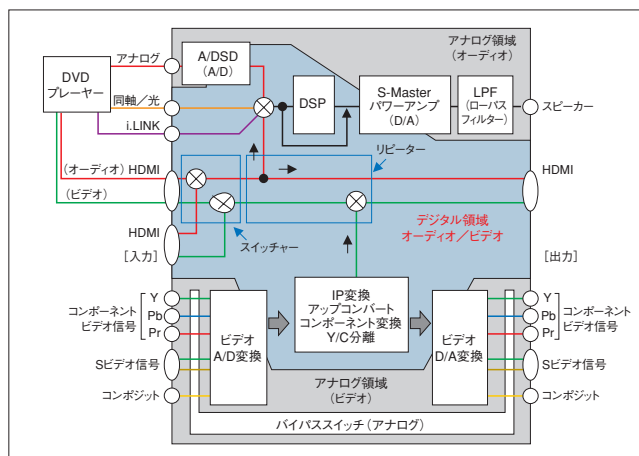 アナログ
A/DSD
(A/D)
アナログ領域
(オーディオ)
DVD
プレーヤー
同軸／光
i.LINK
DSP
S-Master
パワーアンプ
(D/A)
LPF
(ローパス
フィルター)
スピーカー
リピーター
(オーディオ) HDMI
(ビデオ)
HDMI
HDMI
[入力]
スイッチャー
デジタル領域
オーディオ／ビデオ
[出力]
コンポーネント
ビデオ信号
Y
Pb
Pr
Sビデオ信号
コンポジット
ビデオ
A/D変換
IP変換
アップコンバート
コンポーネント変換
Y/C分離
ビデオ
D/A変換
Y
Pb
Pr
コンポーネント
ビデオ信号
Sビデオ信号
コンポジット
アナログ領域
(ビデオ)
バイパススイッチ(アナログ)